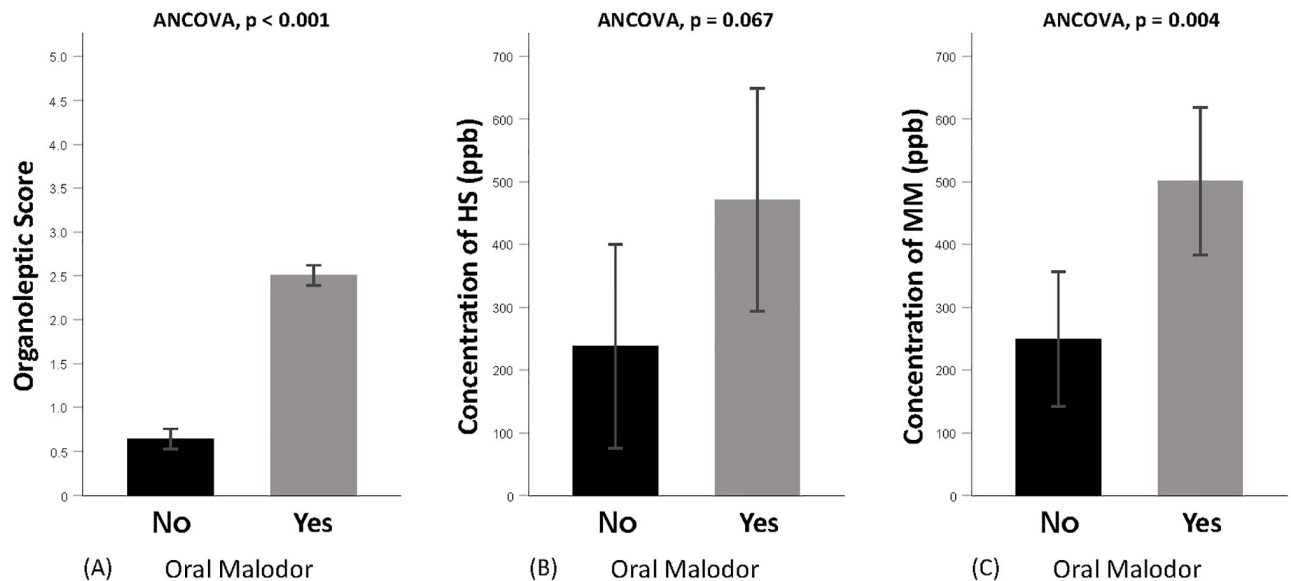 ANCOVA, p < 0.001
Organoleptic Score
5.0
4.5
4.0
3.5
3.0
2.5
2.0
1.5
1.0
0.5
0
No Yes
(A) Oral Malodor
ANCOVA, p = 0.067
Concentration of HS (ppb)
700
600
500
400
300
200
100
0
No Yes
(B) Oral Malodor
ANCOVA, p = 0.004
Concentration of MM (ppb)
700
600
500
400
300
200
100
0
No Yes
(C) Oral Malodor